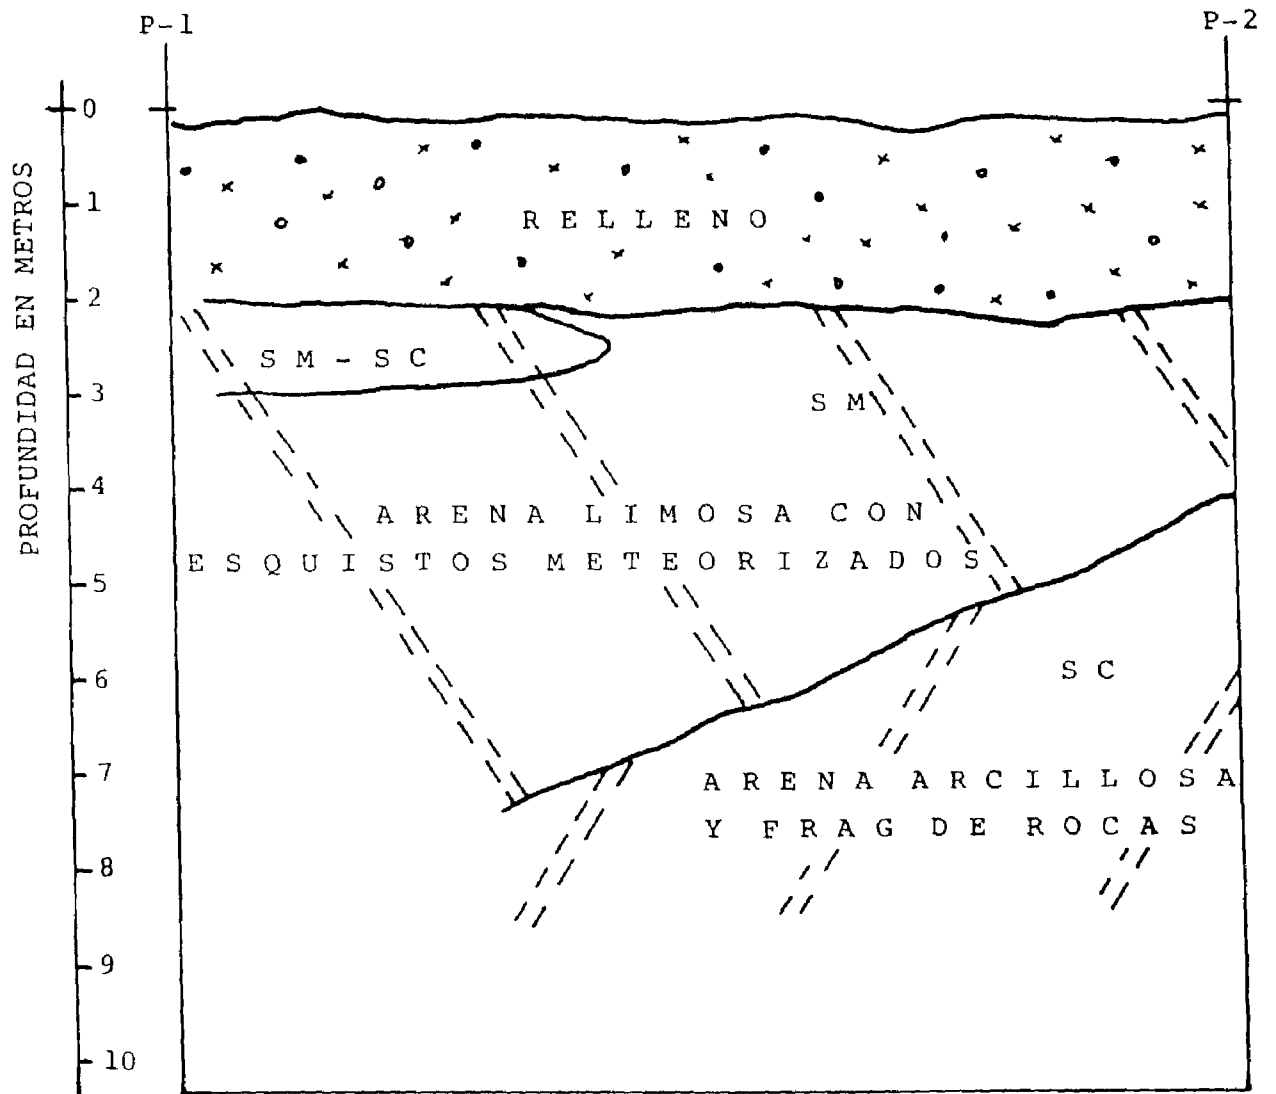 P-1
P-2
PROFUNDIDAD EN METROS
0
1
2
3
4
5
6
7
8
9
10
RELLENO
SM-SC
SM
ARENA LIMOSA CON
ESQUISTOS METEORIZADOS
SC
ARENA ARCILLOSA
Y FRAG DE ROCAS